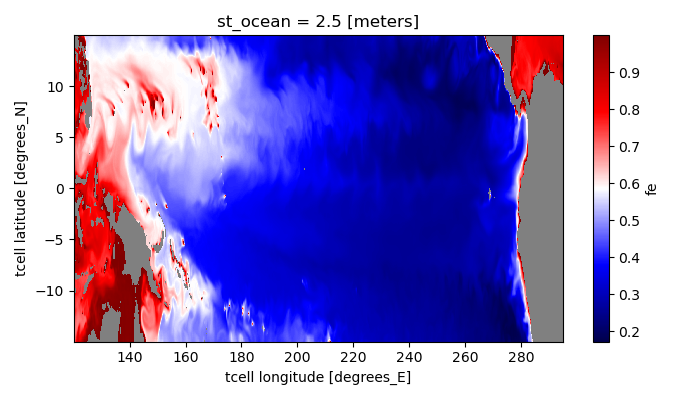 st_ocean = 2.5 [meters]
10
5
0
−5
−10
tcell latitude [degrees_N]
140 160 180 200 220 240 260 280
tcell longitude [degrees_E]
0.9
0.8
0.7
0.6
0.5
0.4
0.3
0.2
fe